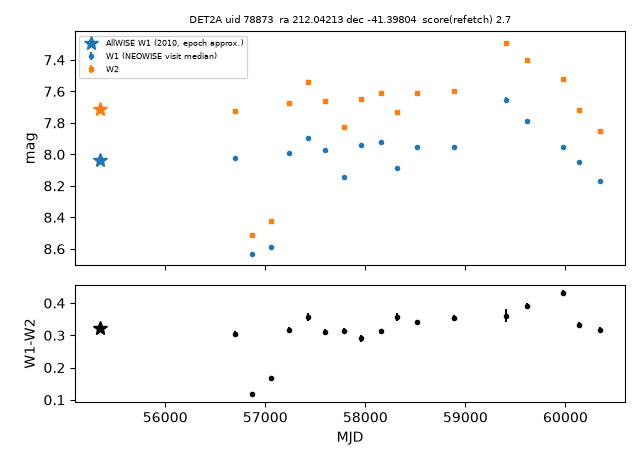 DET2A uid 78873  ra 212.04213 dec -41.39804  score(refetch) 2.7
AllWISE W1 (2010, epoch approx.)
W1 (NEOWISE visit median)
W2
7.4
7.6
7.8
8.0
8.2
8.4
8.6
mag
0.4
0.3
0.2
0.1
W1-W2
56000
57000
58000
59000
60000
MJD